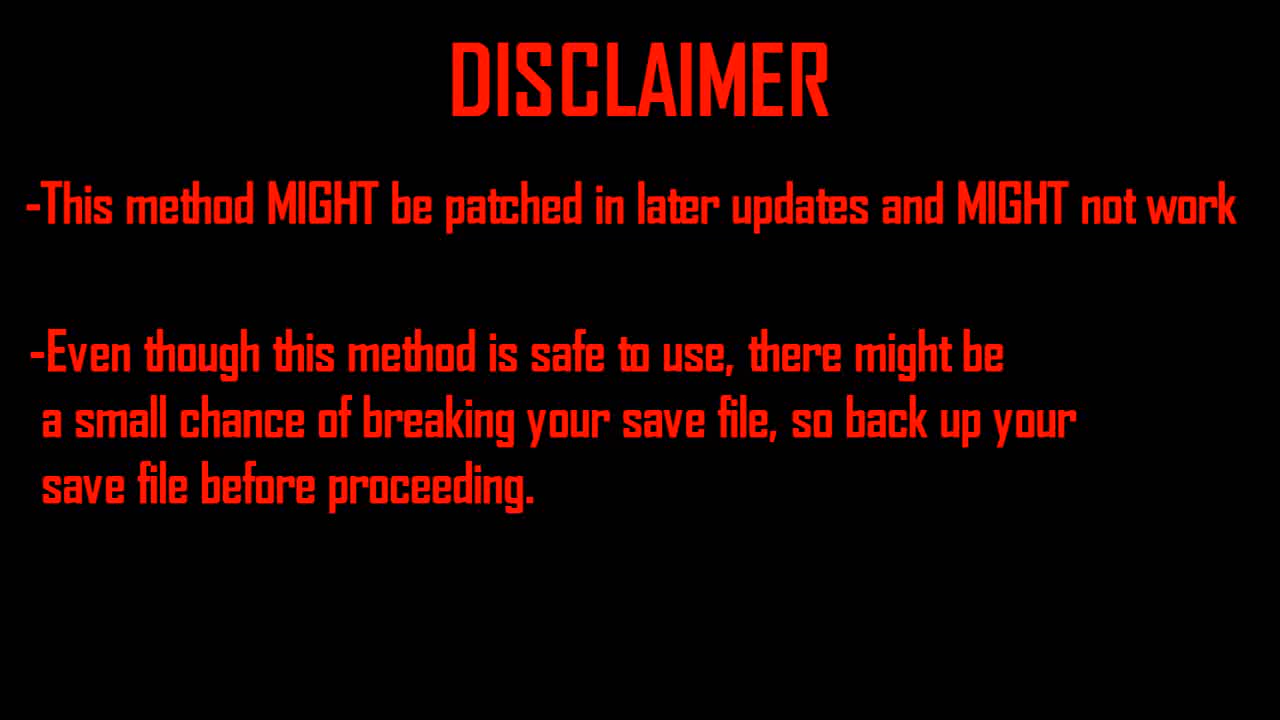 DISCLAIMER
-This method MIGHT be patched in later updates and MIGHT not work
-Even though this method is safe to use, there might be
a small chance of breaking your save file, so back up your
save file before proceeding.